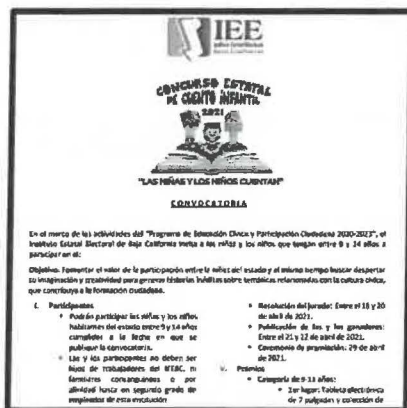 IEE
CONCURSO ESTATAL
DE CUENTO INFANTIL
2021
"LAS NIÑAS Y LOS NIÑOS CUENTAN"
CONVOCATORIA
En el marco de las actividades del "Programa de Educación Cívica y Participación Ciudadana 2020-2021", el
Instituto Estatal Electoral de Baja California invita a las niñas y los niños que tengan entre 9 y 14 años a
participar en el:
Objetivo. Fomentar el valor de la participación entre la niñez del estado y al mismo tiempo buscar despertar
su imaginación y creatividad para generar historias inéditas sobre temáticas relacionadas con la cultura cívica,
que contribuya a la formación ciudadana.
I. Participantes
Podrán participar las niñas y los niños
habitantes del estado entre 9 y 14 años
cumplidos a la fecha en que se
publique la convocatoria.
Las y los participantes no deben ser
hijos de trabajadores del IEEBC, ni
familiares consanguíneos o por
afinidad hasta en segundo grado de
empleados de esta institución
Resolución del jurado: Entre el 18 y 20
de abril de 2021.
Publicación de las y los ganadores:
Entre el 21 y 22 de abril de 2021.
Ceremonia de premiación: 29 de abril
de 2021.
V. Premios
Categoría de 9-11 años:
1er lugar: Tableta electrónica
de 7 pulgadas y colección de